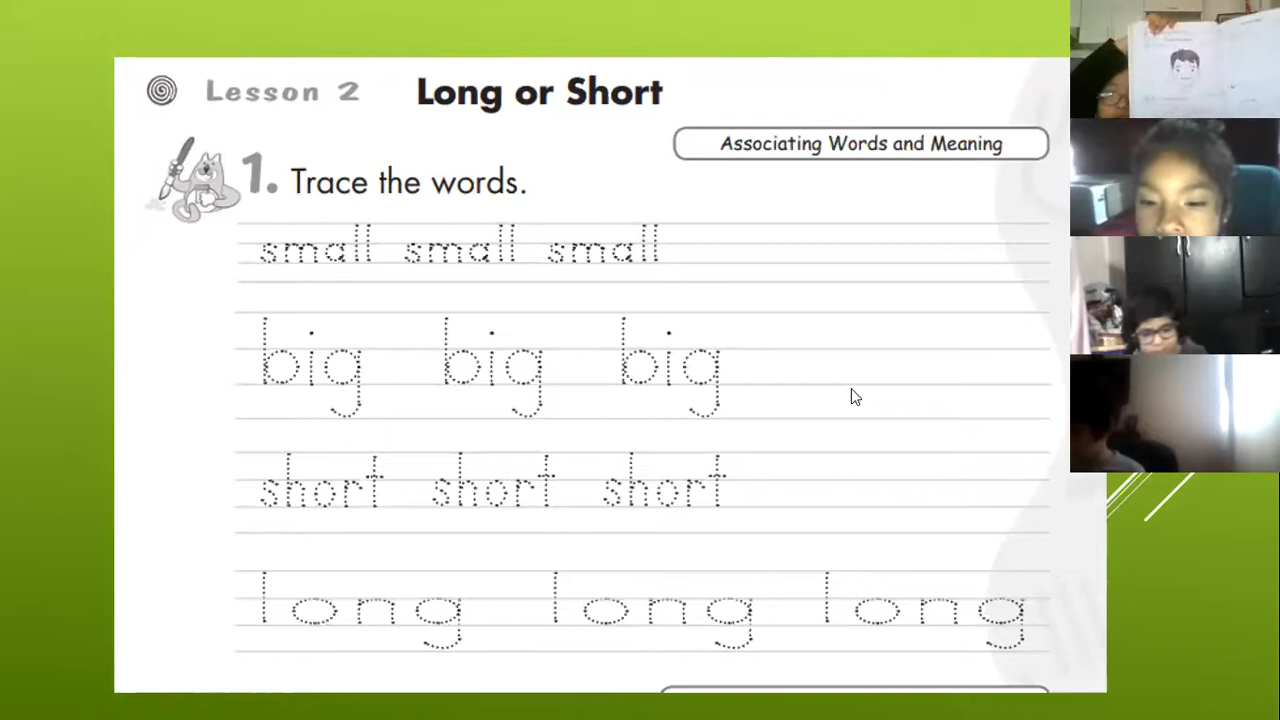 Lesson 2 Long or Short
Associating Words and Meaning
1. Trace the words.
small small small
big big big
short short short
long long long